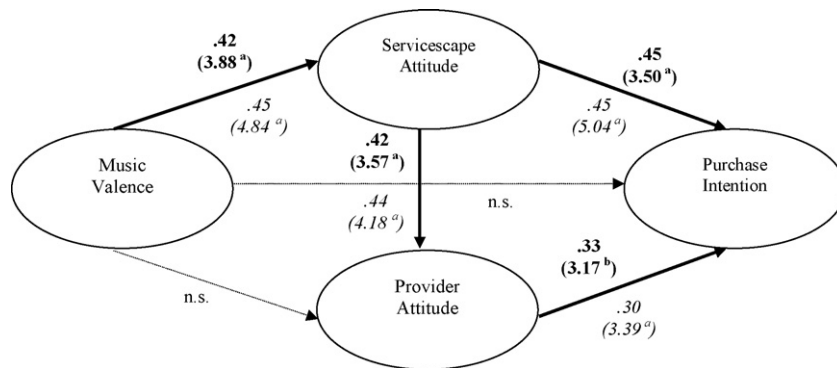 .42
(3.88 a)
Servicescape
Attitude
.45
(3.50 a)
.45
(4.84 a)
.42
(3.57 a)
.45
(5.04 a)
Music
Valence
Purchase
Intention
.44
(4.18 a)
n.s.
n.s.
Provider
Attitude
.33
(3.17 b)
.30
(3.39 a)